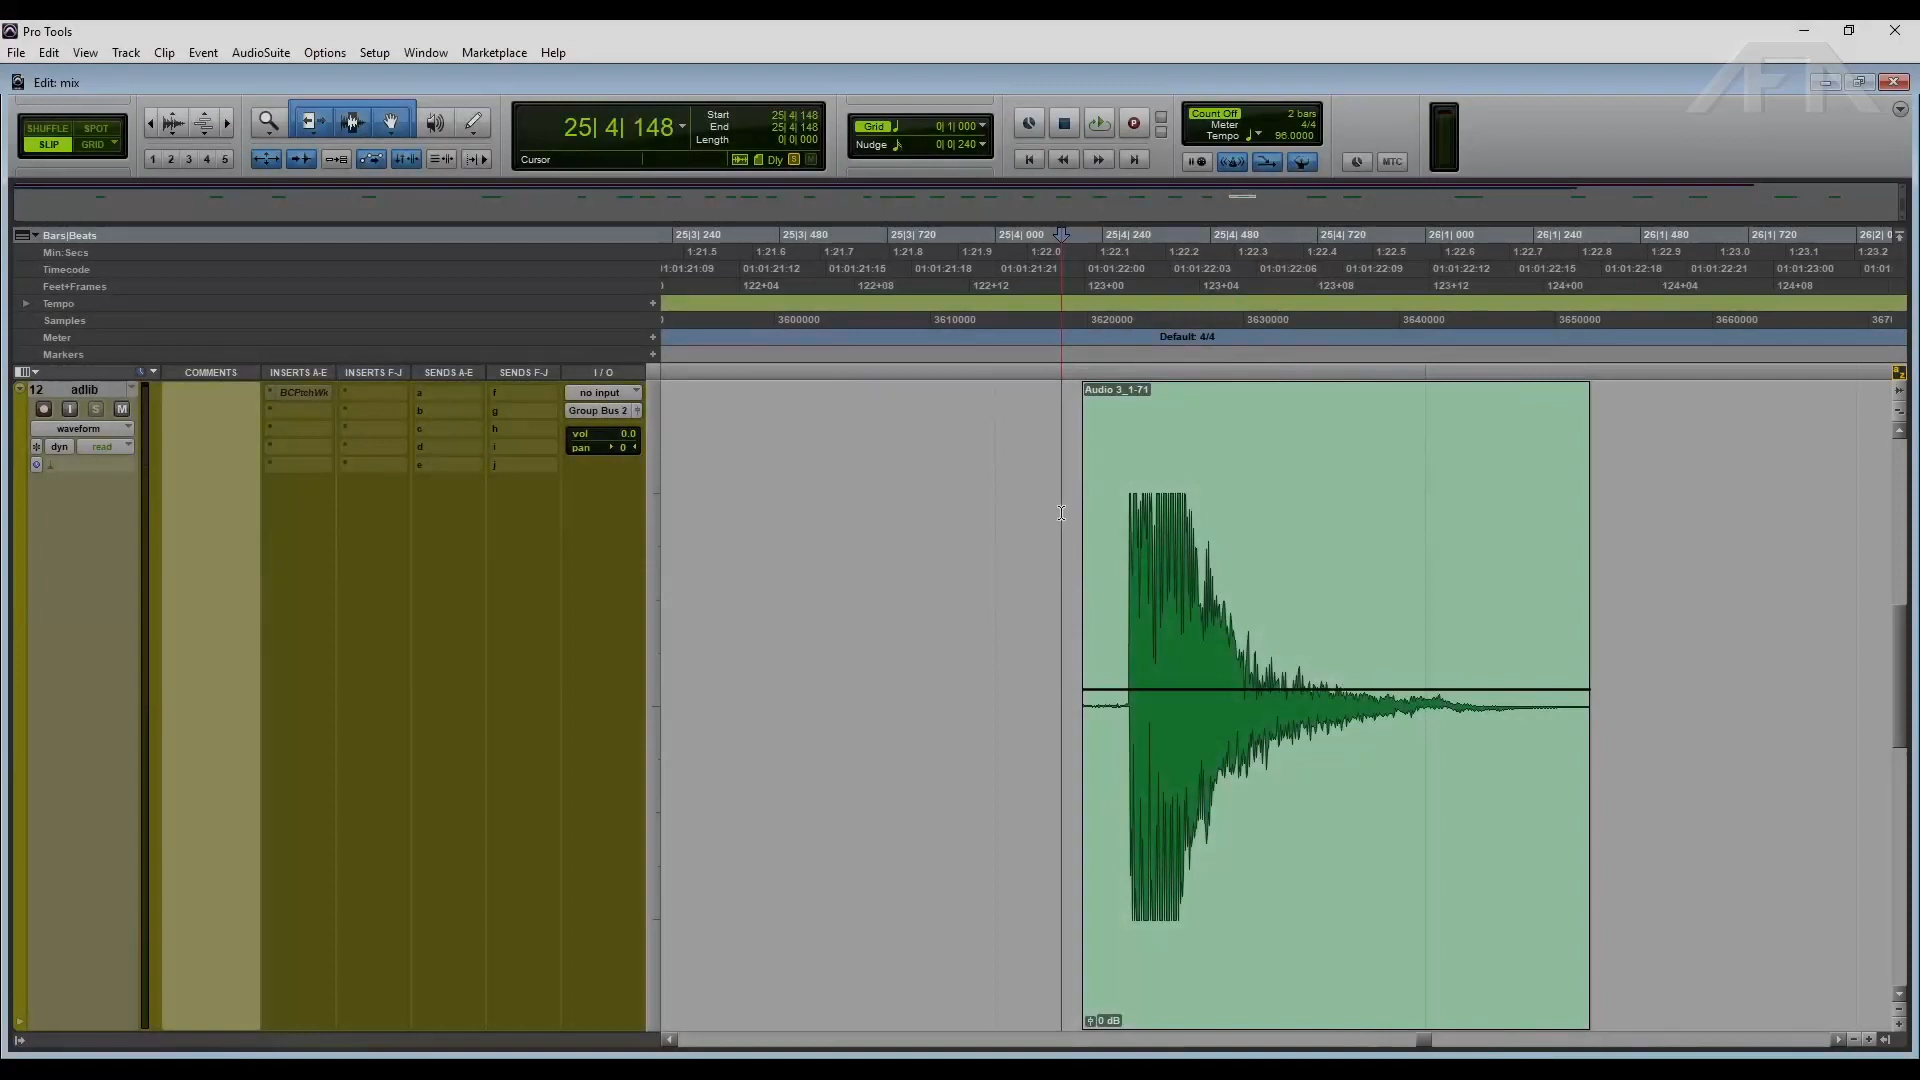 Pro Tools
File Edit View Track Clip Event AudioSuite Options Setup Window Marketplace Help
AFIA
Edit: mix
SHUFFLE SPOT
SLIP GRID
1 2 3 4 5
25| 4| 148
Start 25| 4| 148
End 25| 4| 148
Length 0| 0| 000
Cursor
Dly S M
Grid 0| 1| 000
Nudge 0| 0| 240
Count Off 2 bars
Meter 4/4
Tempo 96.0000
MTC
Bars|Beats 25|3| 240 25|3| 480 25|3| 720 25|4| 000 25|4| 240 25|4| 480 25|4| 720 26|1| 000 26|1| 240 26|1| 480 26|1| 720 26|2| 0
Min:Secs 1:21.5 1:21.6 1:21.7 1:21.8 1:21.9 1:22.0 1:22.1 1:22.2 1:22.3 1:22.4 1:22.5 1:22.6 1:22.7 1:22.8 1:22.9 1:23.0 1:23.1 1:23.2
Timecode 1:01:21:09 01:01:21:12 01:01:21:15 01:01:21:18 01:01:21:21 01:01:22:00 01:01:22:03 01:01:22:06 01:01:22:09 01:01:22:12 01:01:22:15 01:01:22:18 01:01:22:21 01:01:23:00 01:01
Feet+Frames 122+04 122+08 122+12 123+00 123+04 123+08 123+12 124+00 124+04 124+08
Tempo
Samples 3600000 3610000 3620000 3630000 3640000 3650000 3660000 3670
Meter Default: 4/4
Markers
COMMENTS INSERTS A-E INSERTS F-J SENDS A-E SENDS F-J I / O
12 adlib
I S M
waveform
dyn read
BCPtchWk
a
b
c
d
e
f
g
h
i
j
no input
Group Bus 2
vol 0.0
pan 0
Audio 3_1-71
0 dB